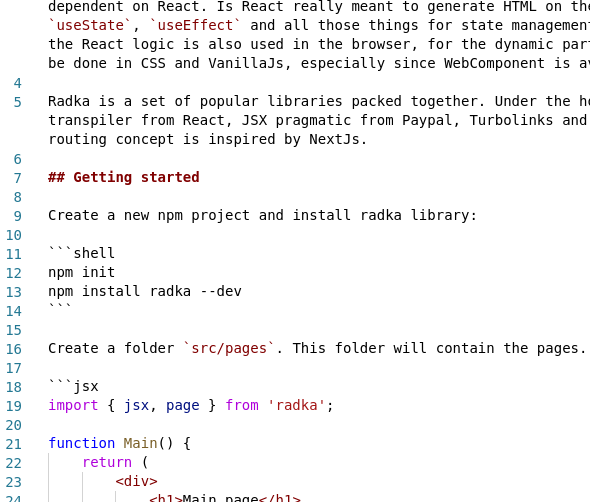 dependent on React. Is React really meant to generate HTML on the
`useState`, `useEffect` and all those things for state management
the React logic is also used in the browser, for the dynamic par
be done in CSS and VanillaJs, especially since WebComponent is a
4
5 Radka is a set of popular libraries packed together. Under the h
transpiler from React, JSX pragmatic from Paypal, Turbolinks and
routing concept is inspired by NextJs.
6
7 ## Getting started
8
9 Create a new npm project and install radka library:
10
11 ```shell
12 npm init
13 npm install radka --dev
14 ```
15
16 Create a folder `src/pages`. This folder will contain the pages.
17
18 ```jsx
19 import { jsx, page } from 'radka';
20
21 function Main() {
22 return (
23 <div>
24 <h1>Main page</h1>